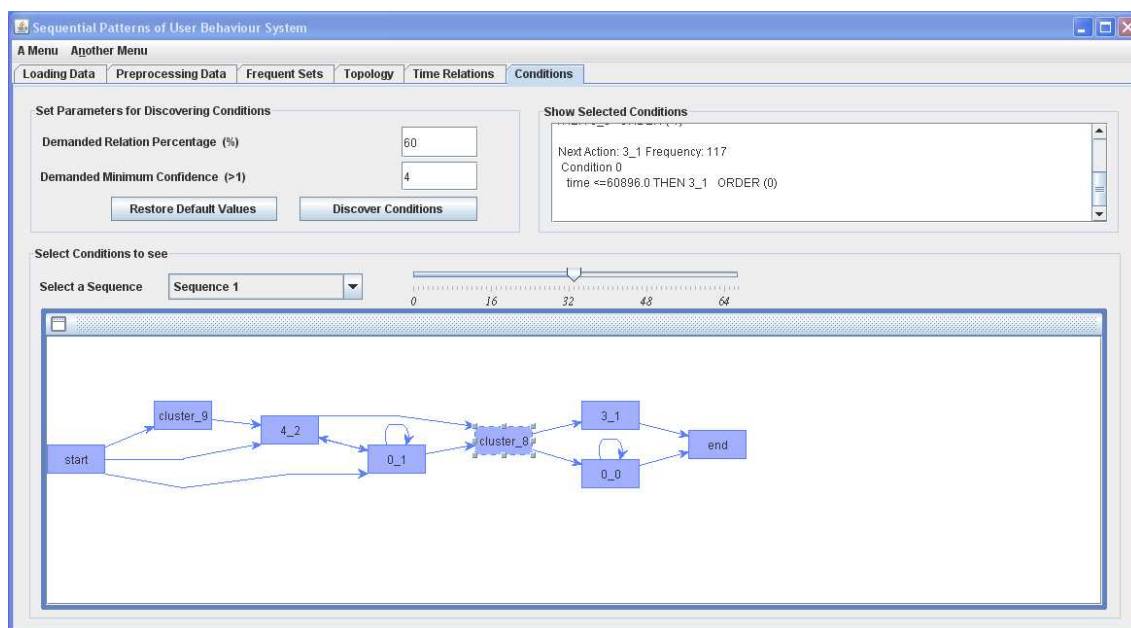 Sequential Patterns of User Behaviour System
A Menu Another Menu
Loading Data Preprocessing Data Frequent Sets Topology Time Relations Conditions
Set Parameters for Discovering Conditions
Demanded Relation Percentage (%) 60
Demanded Minimum Confidence (>1) 4
Restore Default Values Discover Conditions
Show Selected Conditions
Next Action: 3_1 Frequency: 117
Condition 0
time <=60896.0 THEN 3_1 ORDER (0)
Select Conditions to see
Select a Sequence Sequence 1
0 16 32 48 64
cluster_9
3_1
4_2
cluster_8
end
start
0_1
0_0